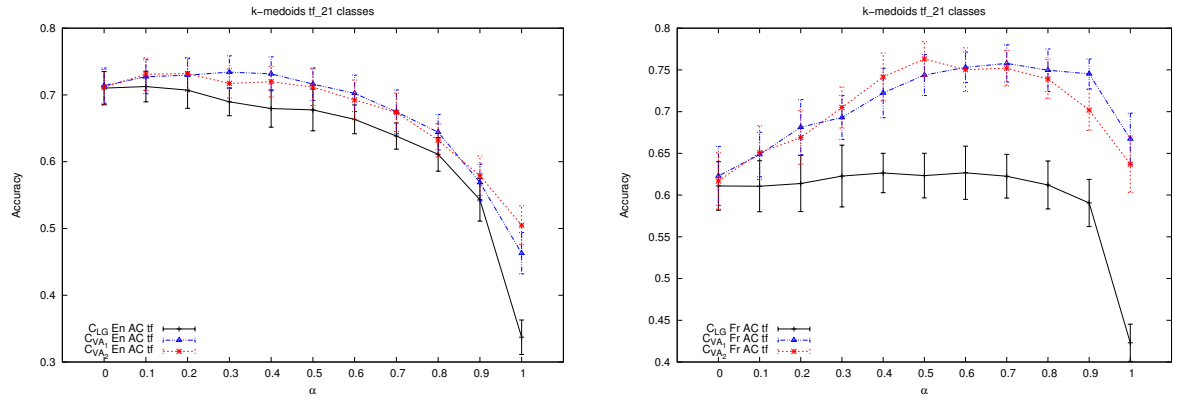 k-medoids tf_21 classes
0.8
0.7
0.6
0.5
0.4
0.3
Accuracy
C_LG En AC tf
C_VA_1 En AC tf
C_VA_2 En AC tf
0 0.1 0.2 0.3 0.4 0.5 0.6 0.7 0.8 0.9 1
α
k-medoids tf_21 classes
0.8
0.75
0.7
0.65
0.6
0.55
0.5
0.45
0.4
Accuracy
C_LG Fr AC tf
C_VA_1 Fr AC tf
C_VA_2 Fr AC tf
0 0.1 0.2 0.3 0.4 0.5 0.6 0.7 0.8 0.9 1
α